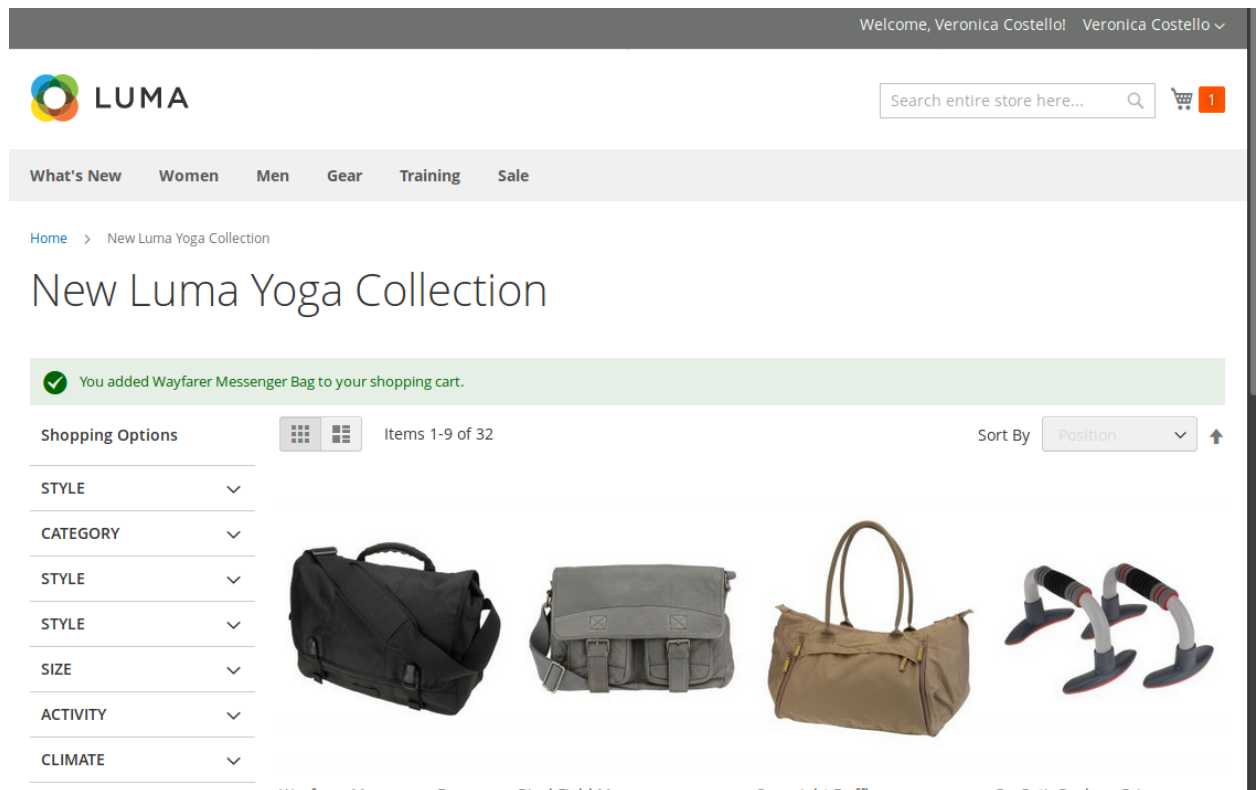 Welcome, Veronica Costello! Veronica Costello
LUMA
Search entire store here...
1
What's New Women Men Gear Training Sale
Home > New Luma Yoga Collection
New Luma Yoga Collection
You added Wayfarer Messenger Bag to your shopping cart.
Shopping Options
Items 1-9 of 32
Sort By Position
STYLE
CATEGORY
STYLE
STYLE
SIZE
ACTIVITY
CLIMATE